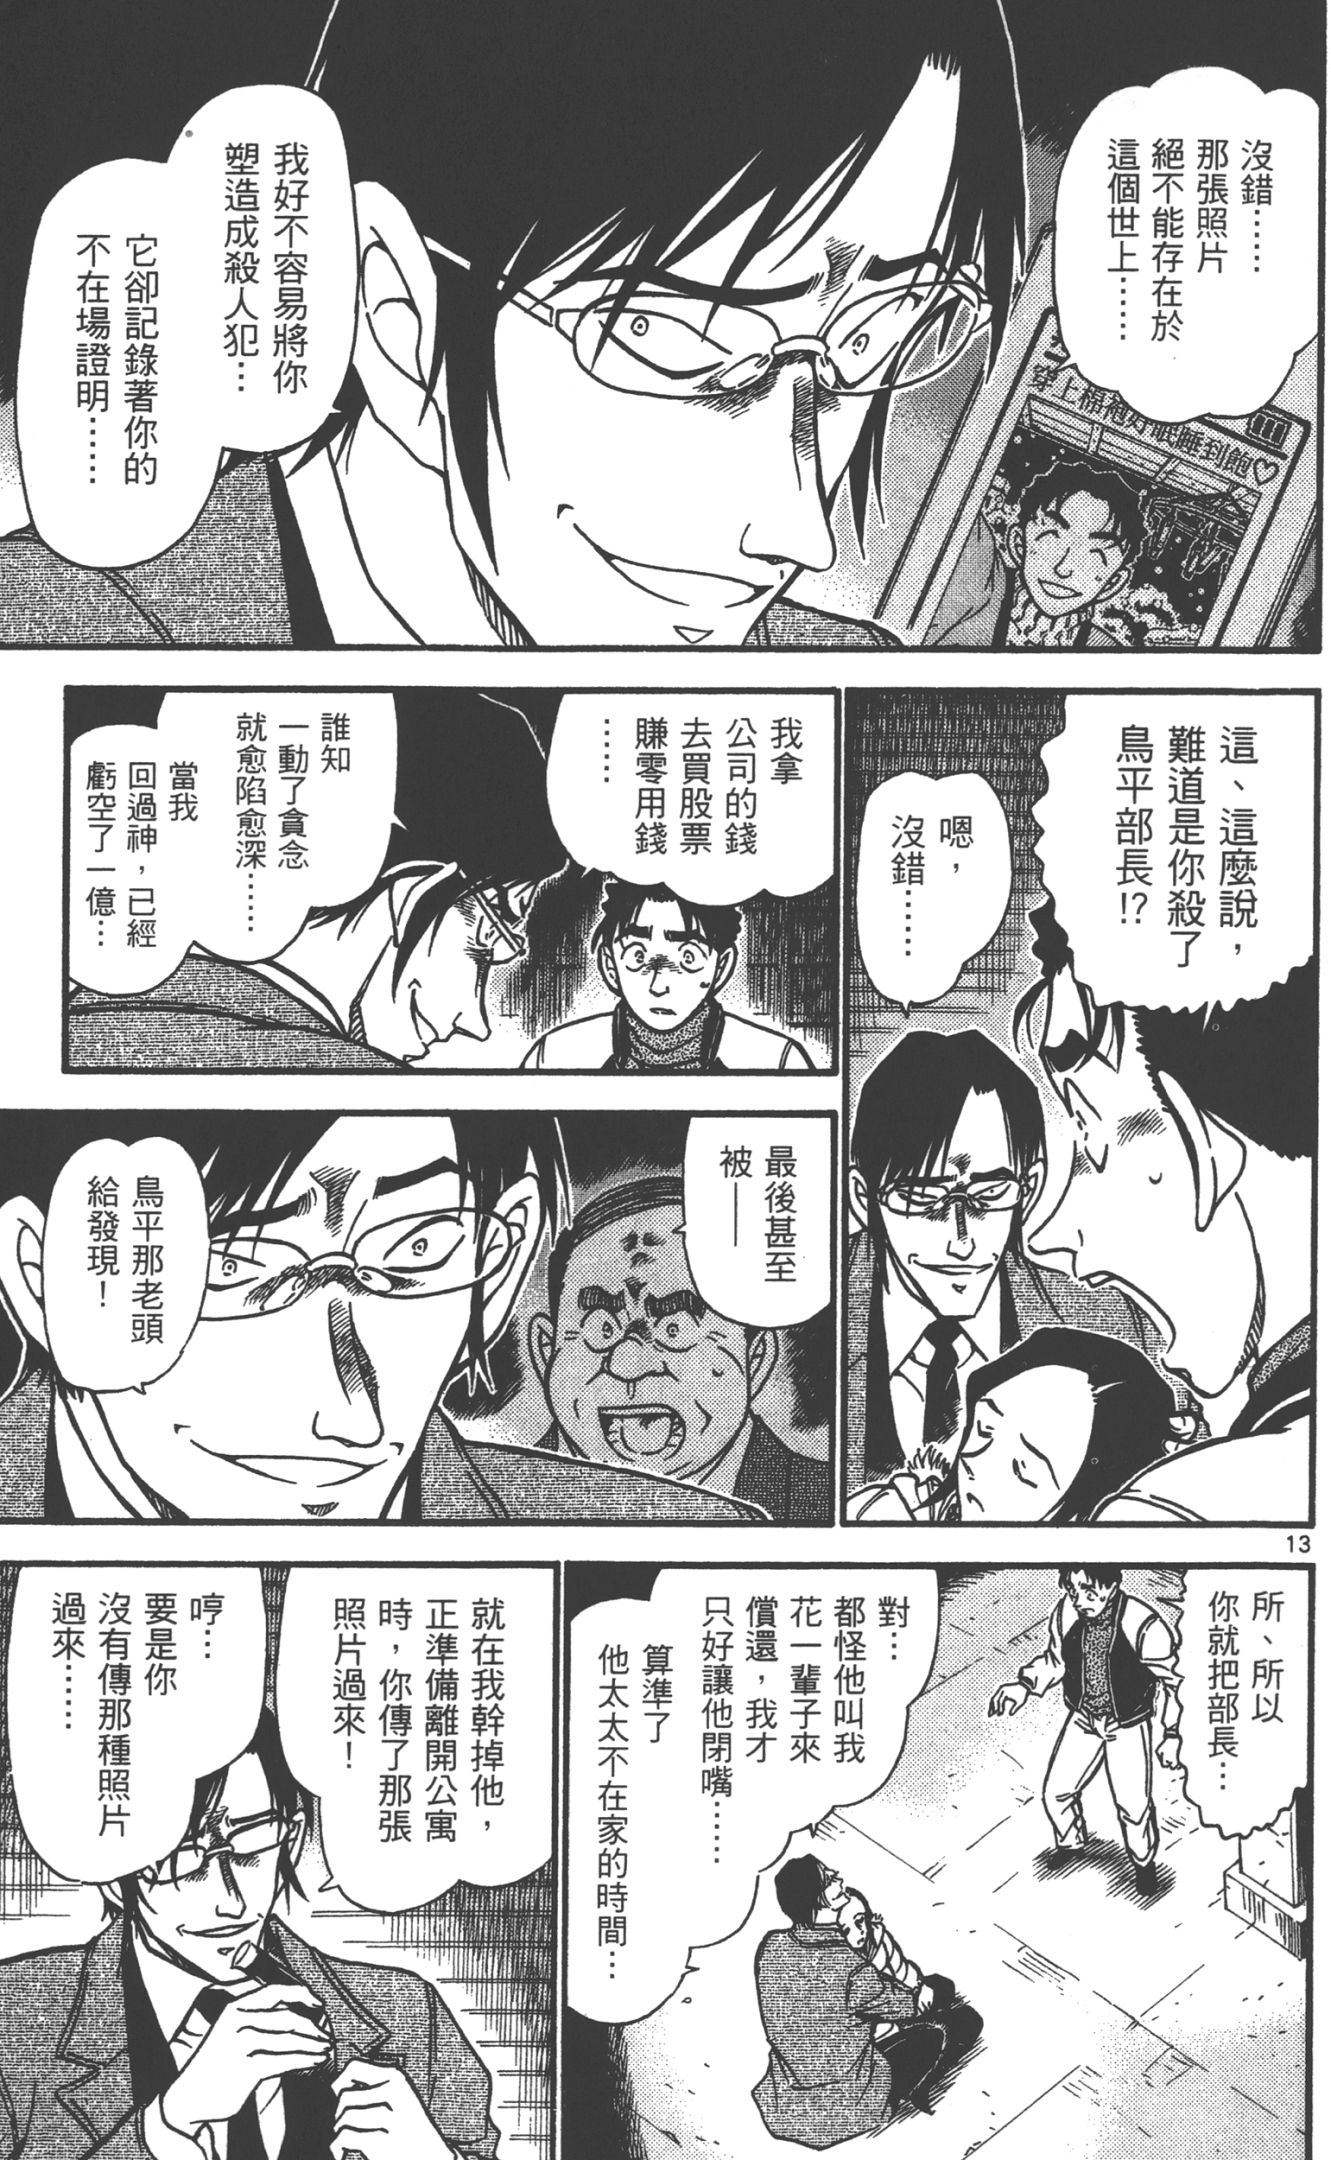 沒錯……
那張照片
絕不能存在於
這個世上……
穿上棉袍好眠睡到飽♡
我好不容易將你
塑造成殺人犯…
它卻記錄著你的
不在場證明……
這、這麼說，
難道是你殺了
鳥平部長!?
嗯，
沒錯……
我拿
公司的錢
去買股票
賺零用錢
……
誰知
一動了貪念
就愈陷愈深……
當我
回過神，已經
虧空了一億…
最後甚至
被——
鳥平那老頭
給發現！
13
所、所以
你就把部長…
對…
都怪他叫我
花一輩子來
償還，我才
只好讓他閉嘴……
算準了
他太太不在家的時間…
就在我幹掉他，
正準備離開公寓
時，你傳了那張
照片過來！
哼…
要是你
沒有傳那種照片
過來……